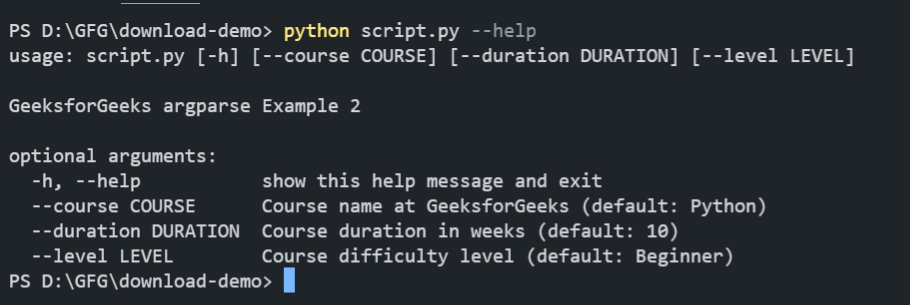 PS D:\GFG\download-demo> python script.py --help
usage: script.py [-h] [--course COURSE] [--duration DURATION] [--level LEVEL]
GeeksforGeeks argparse Example 2
optional arguments:
-h, --help show this help message and exit
--course COURSE Course name at GeeksforGeeks (default: Python)
--duration DURATION Course duration in weeks (default: 10)
--level LEVEL Course difficulty level (default: Beginner)
PS D:\GFG\download-demo>